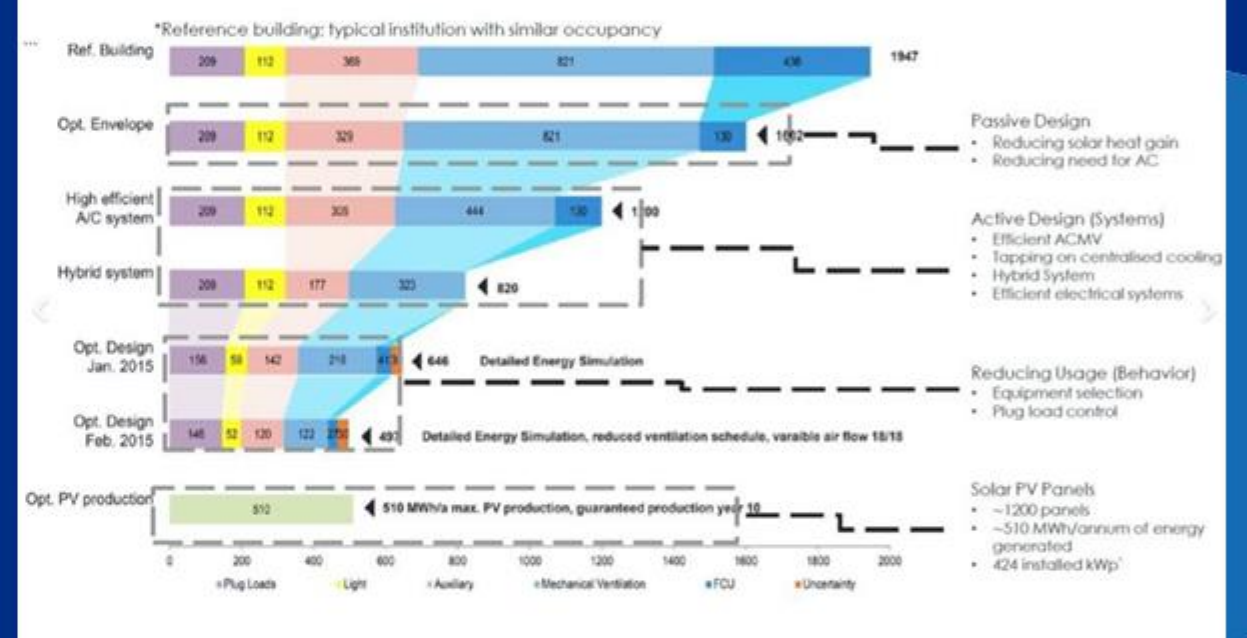 ...
*Reference building: typical institution with similar occupancy
Ref. Building
209 112 369 821 436 1947
Opt. Envelope
209 112 329 821 130
High efficient
A/C system
209 112 305 444 130
Hybrid system
209 112 177 323 820
Opt. Design
Jan. 2015
156 58 142 218 646 Detailed Energy Simulation
Opt. Design
Feb. 2015
146 52 120 122 497 Detailed Energy Simulation, reduced ventilation schedule, varaible air flow 18/18
Opt. PV production
510 510 MWh/a max. PV production, guaranteed production year 10
0 200 400 600 800 1000 1200 1400 1600 1800 2000
Plug Loads Light Auxiliary Mechanical Ventilation FCU Uncertainty
Passive Design
• Reducing solar heat gain
• Reducing need for AC
Active Design (Systems)
• Efficient ACMV
• Tapping on centralised cooling
• Hybrid System
• Efficient electrical systems
Reducing Usage (Behavior)
• Equipment selection
• Plug load control
Solar PV Panels
• ~1200 panels
• ~510 MWh/annum of energy
generated
• 424 installed kWp